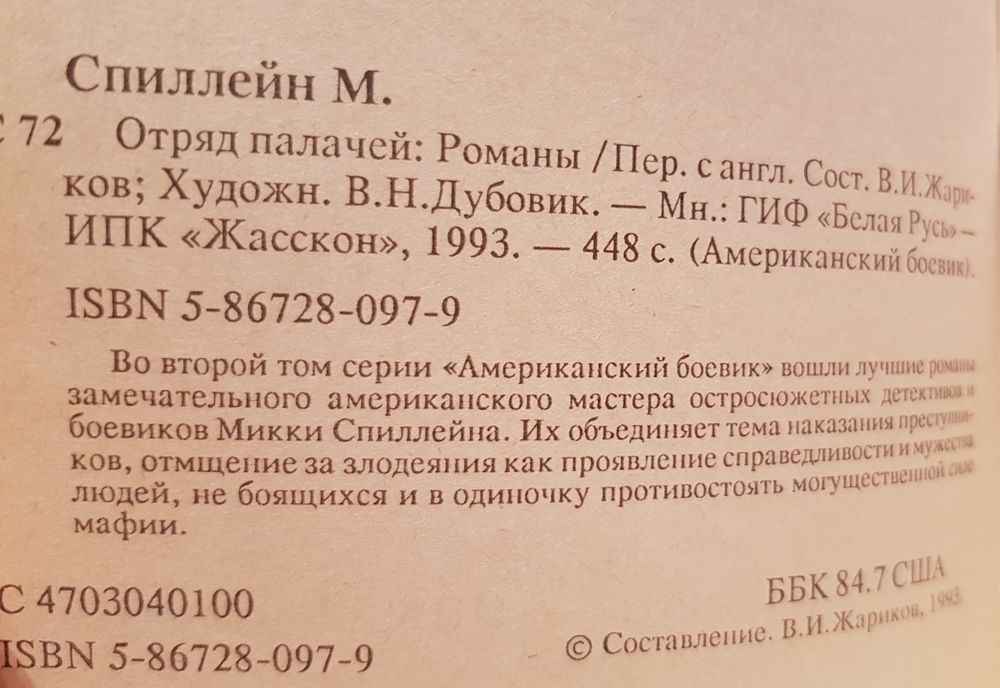 Спиллейн М.
С 72 Отряд палачей: Романы / Пер. с англ. Сост. В.И.Жари-
ков; Художн. В.Н.Дубовик. — Мн.: ГИФ «Белая Русь» —
ИПК «Жасскон», 1993. — 448 с. (Американский боевик).
ISBN 5-86728-097-9
Во второй том серии «Американский боевик» вошли лучшие романы
замечательного американского мастера остросюжетных детективов и
боевиков Микки Спиллейна. Их объединяет тема наказания преступни-
ков, отмщение за злодеяния как проявление справедливости и мужества
людей, не боящихся и в одиночку противостоять могущественной силе
мафии.
С 4703040100
ББК 84.7 США
ISBN 5-86728-097-9
© Составление. В.И.Жариков, 1993.